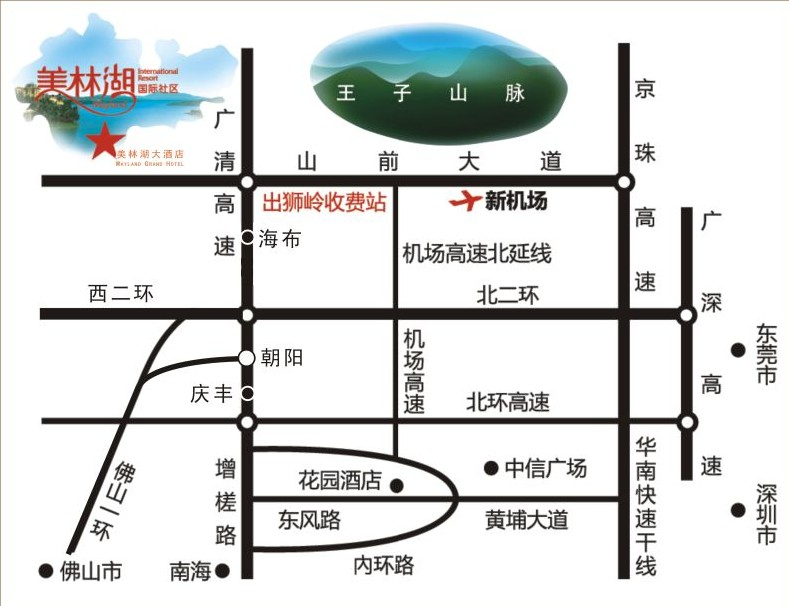 美林湖
International
Resort
国际社区
美林湖大酒店
MAYLAND GRAND HOTEL
王子山脉
广清高速
京珠高速
山前大道
出狮岭收费站
新机场
广深高速
海布
机场高速北延线
西二环
北二环
朝阳
机场高速
东莞市
庆丰
北环高速
佛山一环
增槎路
花园酒店
中信广场
华南快速干线
东风路
黄埔大道
深圳市
佛山市
南海
内环路